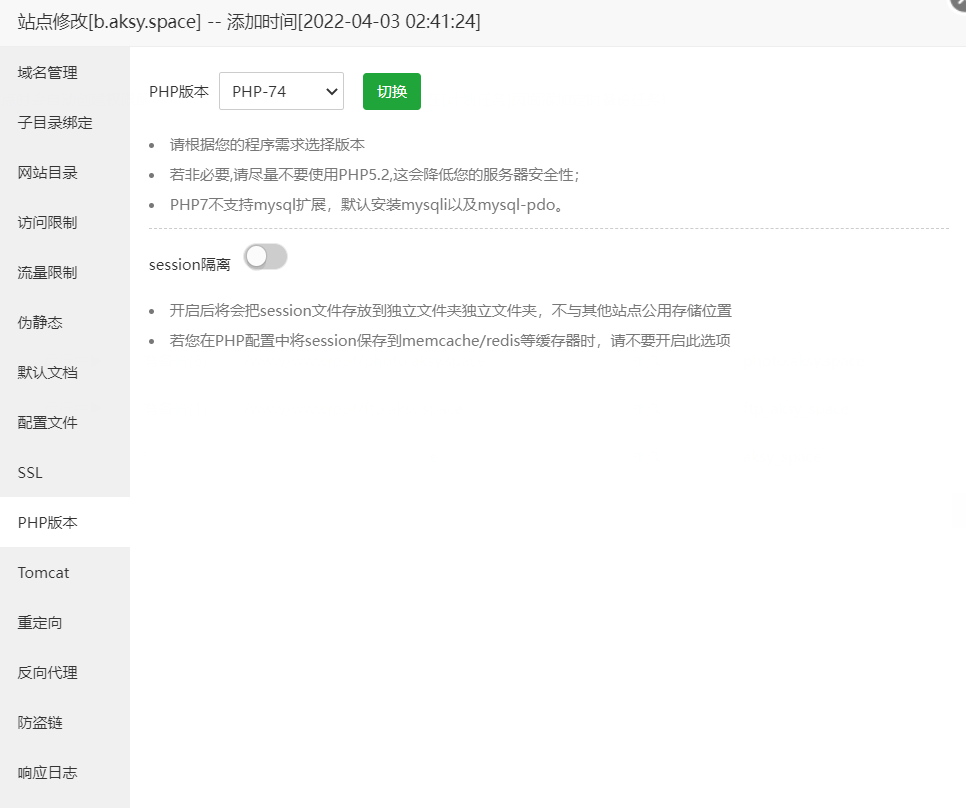 站点修改[b.aksy.space] -- 添加时间[2022-04-03 02:41:24]
域名管理
子目录绑定
网站目录
访问限制
流量限制
伪静态
默认文档
配置文件
SSL
PHP版本
Tomcat
重定向
反向代理
防盗链
响应日志
PHP版本 PHP-74 切换
请根据您的程序需求选择版本
若非必要,请尽量不要使用PHP5.2,这会降低您的服务器安全性；
PHP7不支持mysql扩展，默认安装mysqli以及mysql-pdo。
session隔离
开启后将会把session文件存放到独立文件夹独立文件夹，不与其他站点公用存储位置
若您在PHP配置中将session保存到memcache/redis等缓存器时，请不要开启此选项